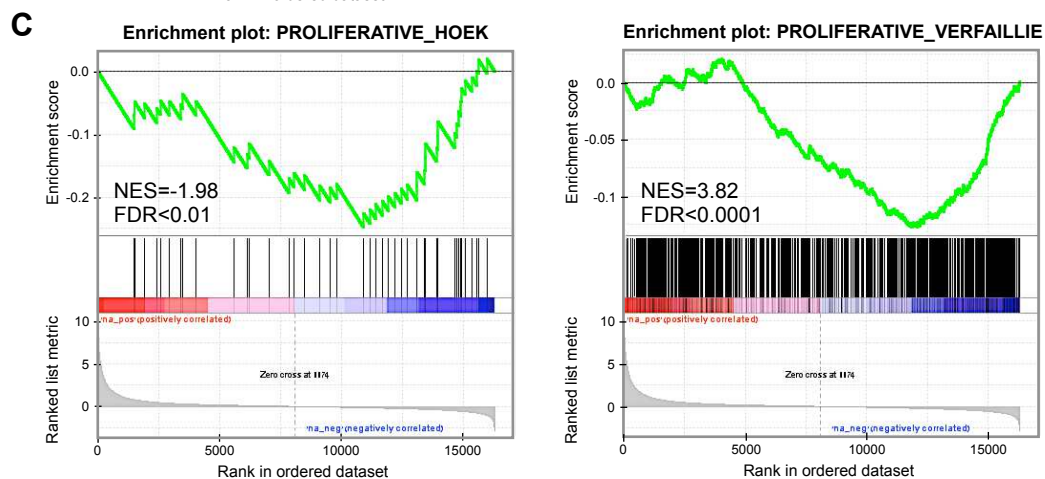 C
Enrichment plot: PROLIFERATIVE_HOEK
Enrichment score
0.0
-0.1
-0.2
NES=-1.98
FDR<0.01
'na_pos' (positively correlated)
Ranked list metric
10
5
0
Zero cross at 8174
'na_neg' (negatively correlated)
0
5000
10000
15000
Rank in ordered dataset
Enrichment plot: PROLIFERATIVE_VERFAILLIE
Enrichment score
0.0
-0.05
-0.1
NES=3.82
FDR<0.0001
'na_pos' (positively correlated)
Ranked list metric
10
5
0
Zero cross at 8174
'na_neg' (negatively correlated)
0
5000
10000
15000
Rank in ordered dataset